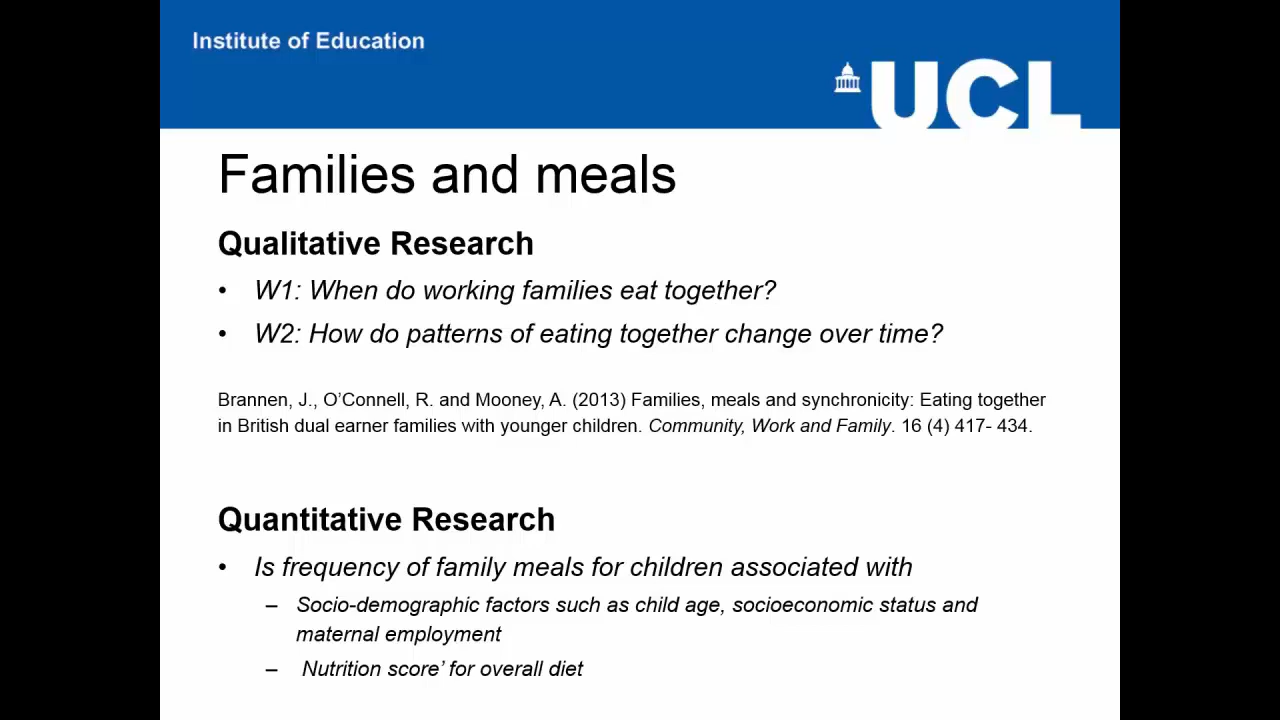 Institute of Education
UCL
Families and meals
Qualitative Research
• W1: When do working families eat together?
• W2: How do patterns of eating together change over time?
Brannen, J., O’Connell, R. and Mooney, A. (2013) Families, meals and synchronicity: Eating together
in British dual earner families with younger children. Community, Work and Family. 16 (4) 417- 434.
Quantitative Research
• Is frequency of family meals for children associated with
– Socio-demographic factors such as child age, socioeconomic status and
maternal employment
– Nutrition score’ for overall diet